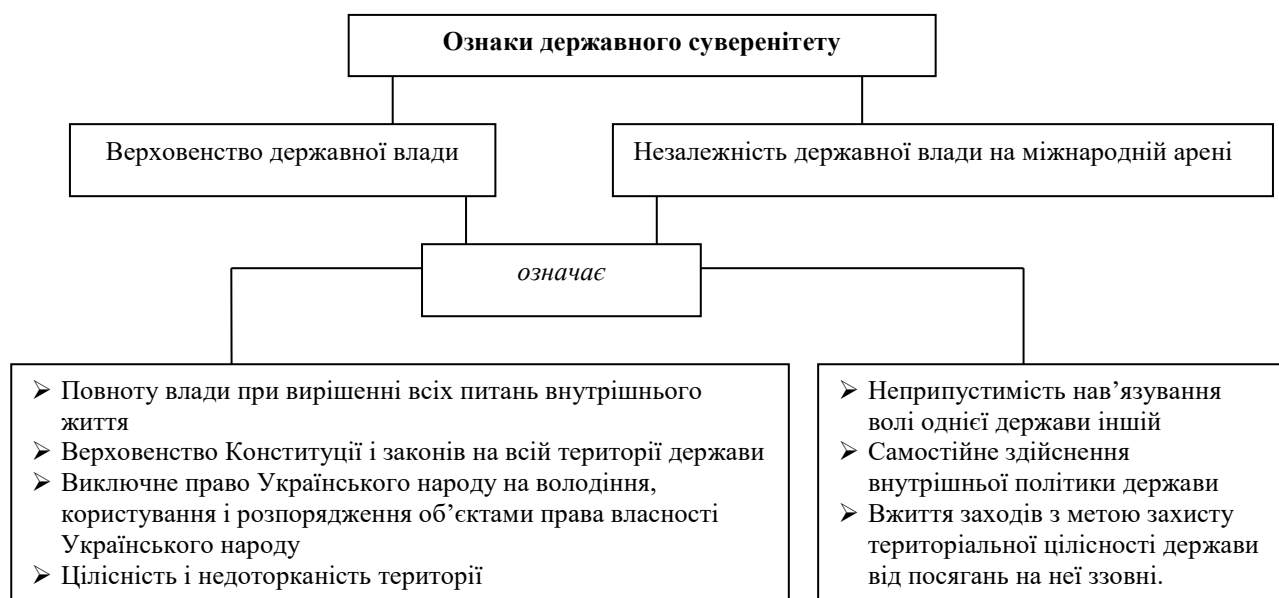 Ознаки державного суверенітету
Верховенство державної влади
Незалежність державної влади на міжнародній арені
означає
➢ Повноту влади при вирішенні всіх питань внутрішнього
життя
➢ Верховенство Конституції і законів на всій території держави
➢ Виключне право Українського народу на володіння,
користування і розпорядження об’єктами права власності
Українського народу
➢ Цілісність і недоторканість території
➢ Неприпустимість нав’язування
волі однієї держави іншій
➢ Самостійне здійснення
внутрішньої політики держави
➢ Вжиття заходів з метою захисту
територіальної цілісності держави
від посягань на неї ззовні.